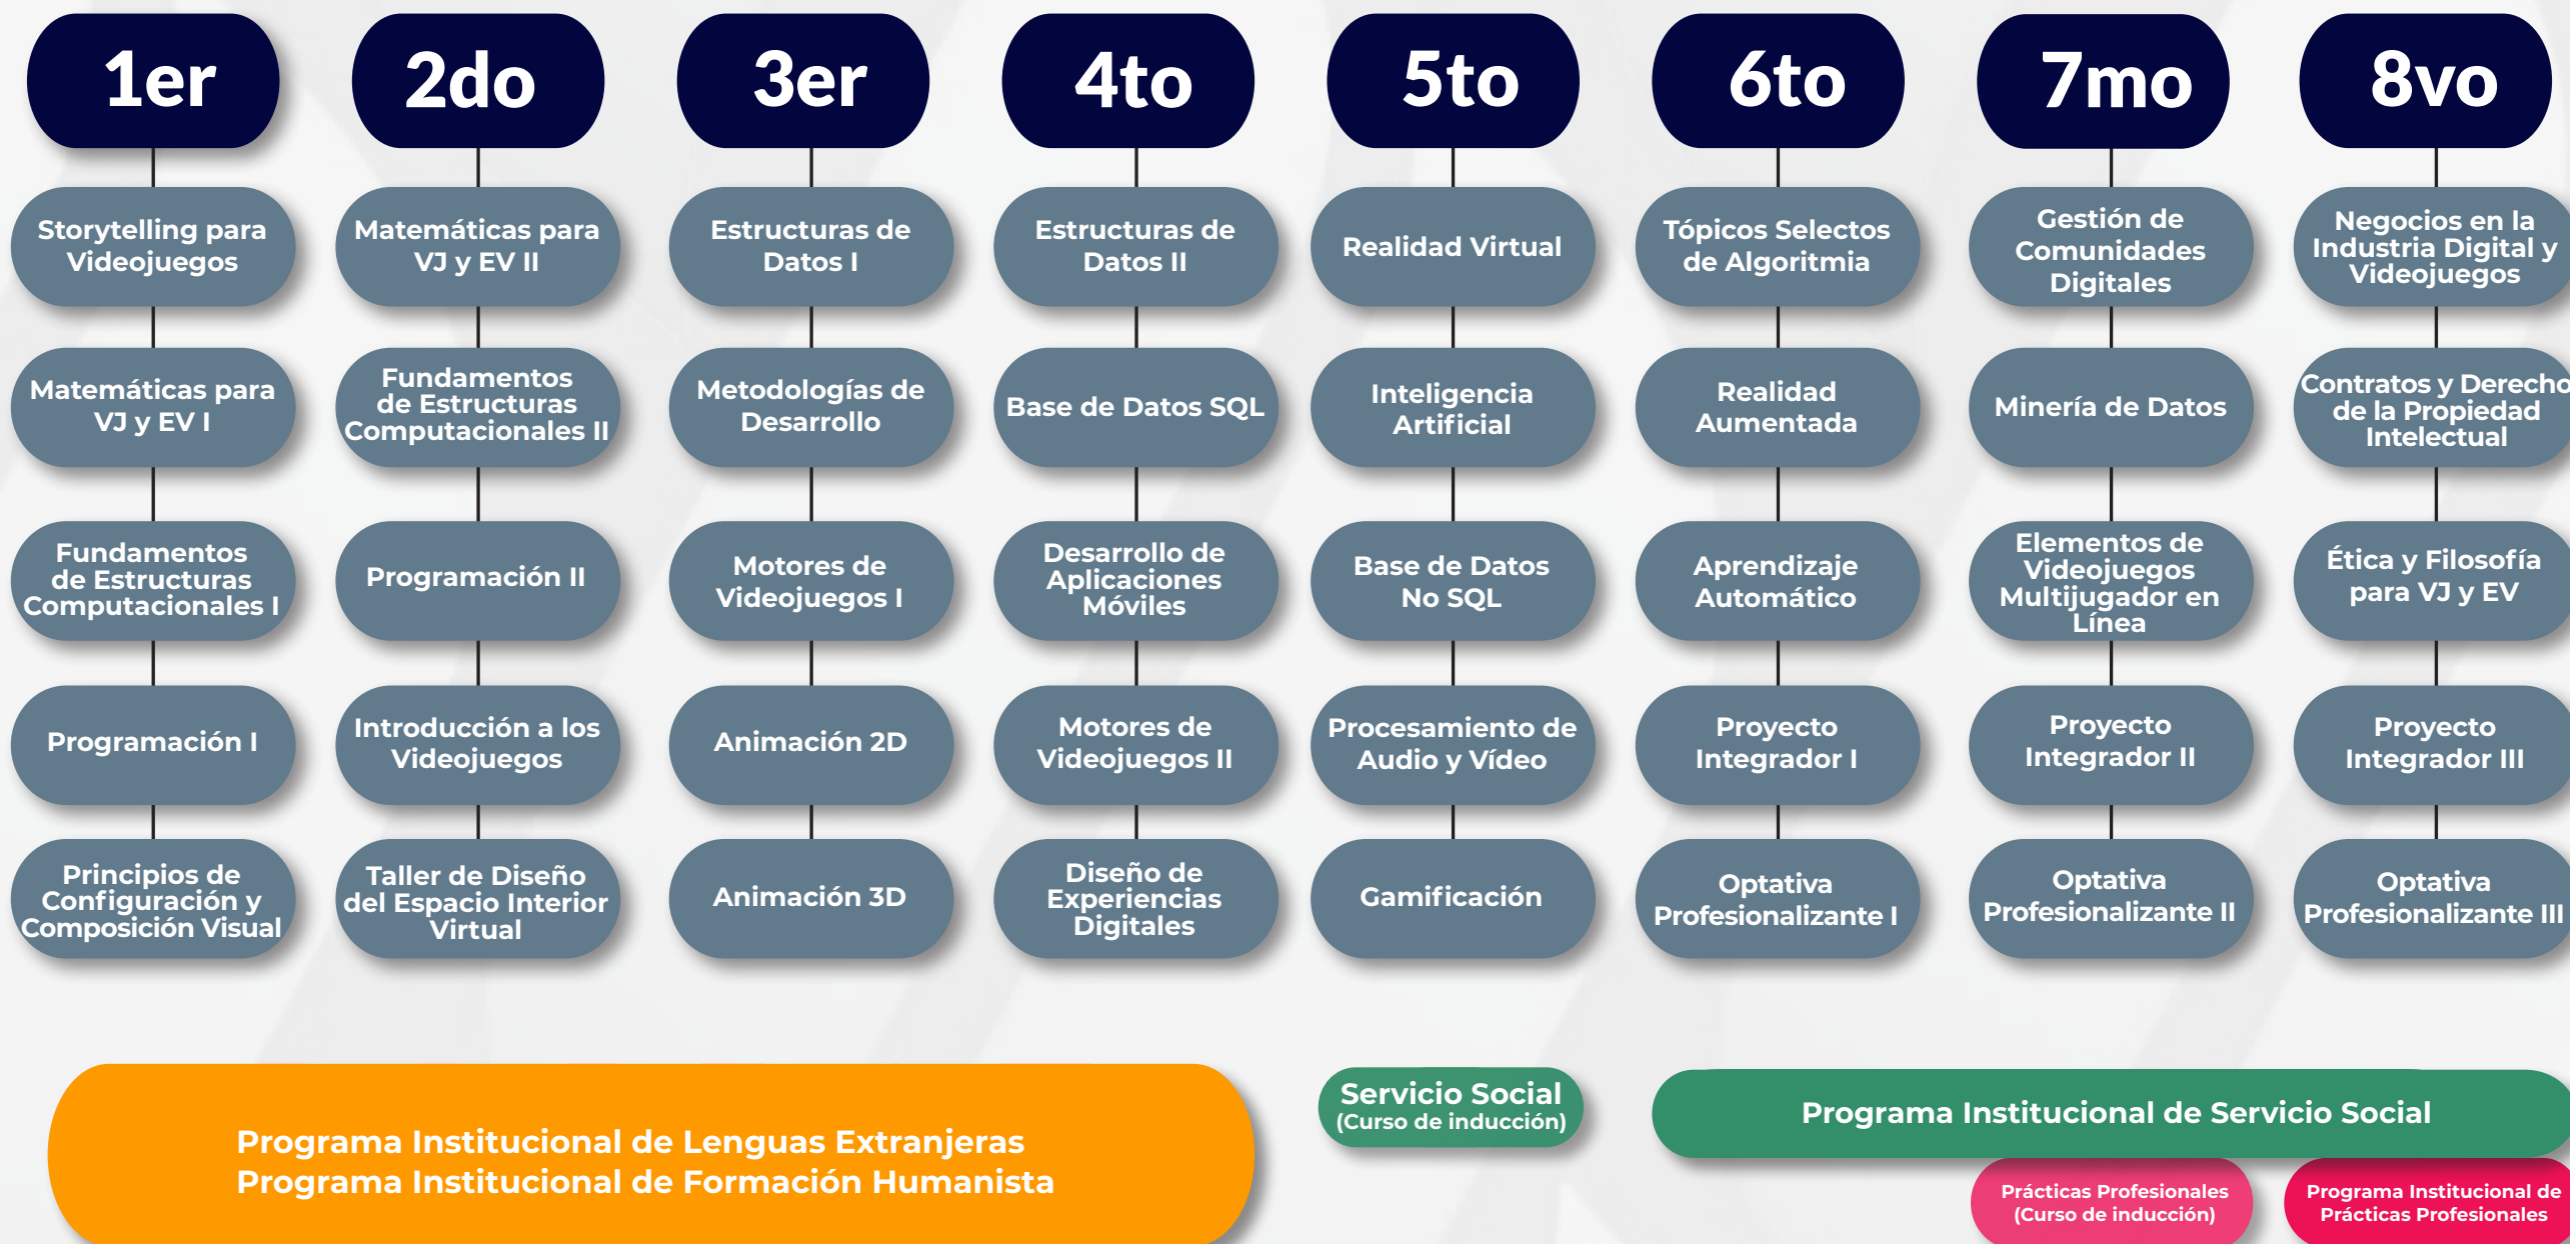 1er
Storytelling para
Videojuegos
Matemáticas para
VJ y EV I
Fundamentos
de Estructuras
Computacionales I
Programación I
Principios de
Configuración y
Composición Visual
2do
Matemáticas para
VJ y EV II
Fundamentos
de Estructuras
Computacionales II
Programación II
Introducción a los
Videojuegos
Taller de Diseño
del Espacio Interior
Virtual
3er
Estructuras de
Datos I
Metodologías de
Desarrollo
Motores de
Videojuegos I
Animación 2D
Animación 3D
4to
Estructuras de
Datos II
Base de Datos SQL
Desarrollo de
Aplicaciones
Móviles
Motores de
Videojuegos II
Diseño de
Experiencias
Digitales
5to
Realidad Virtual
Inteligencia
Artificial
Base de Datos
No SQL
Procesamiento de
Audio y Vídeo
Gamificación
6to
Tópicos Selectos
de Algoritmia
Realidad
Aumentada
Aprendizaje
Automático
Proyecto
Integrador I
Optativa
Profesionalizante I
7mo
Gestión de
Comunidades
Digitales
Minería de Datos
Elementos de
Videojuegos
Multijugador en
Línea
Proyecto
Integrador II
Optativa
Profesionalizante II
8vo
Negocios en la
Industria Digital y
Videojuegos
Contratos y Derecho
de la Propiedad
Intelectual
Ética y Filosofía
para VJ y EV
Proyecto
Integrador III
Optativa
Profesionalizante III
Programa Institucional de Lenguas Extranjeras
Programa Institucional de Formación Humanista
Servicio Social
(Curso de inducción)
Programa Institucional de Servicio Social
Prácticas Profesionales
(Curso de inducción)
Programa Institucional de
Prácticas Profesionales